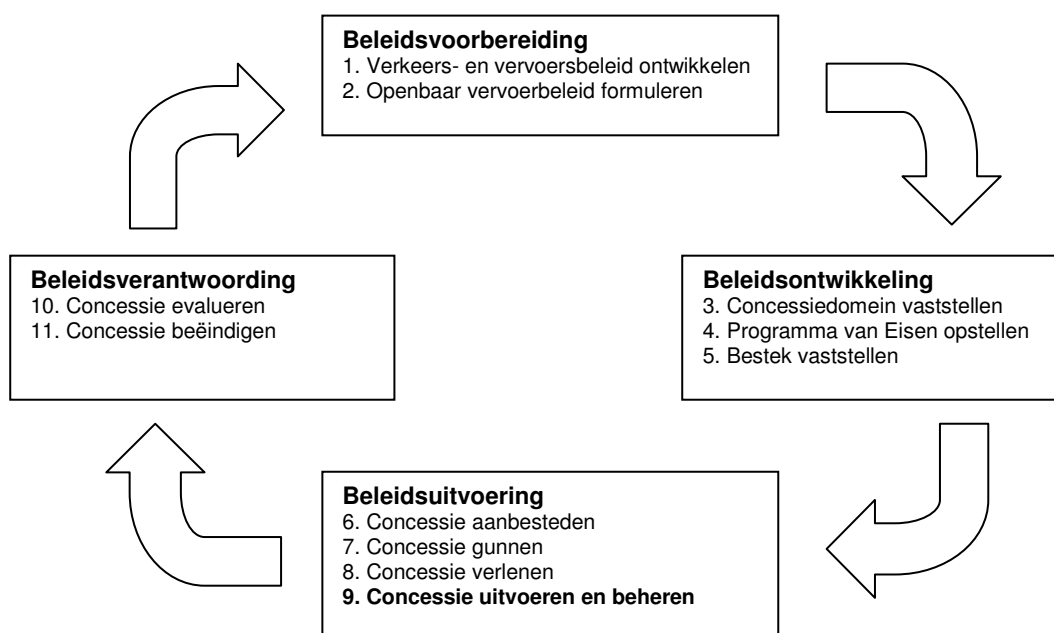 Beleidsvoorbereiding
1. Verkeers- en vervoersbeleid ontwikkelen
2. Openbaar vervoerbeleid formuleren
Beleidsontwikkeling
3. Concessiedomein vaststellen
4. Programma van Eisen opstellen
5. Bestek vaststellen
Beleidsuitvoering
6. Concessie aanbesteden
7. Concessie gunnen
8. Concessie verlenen
9. Concessie uitvoeren en beheren
Beleidsverantwoording
10. Concessie evalueren
11. Concessie beëindigen